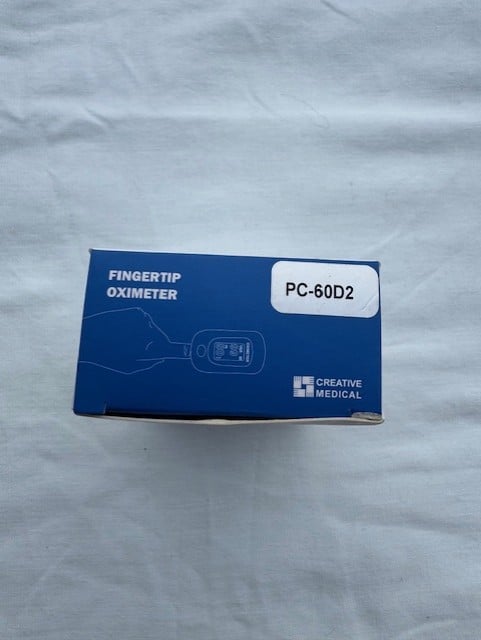 FINGERTIP
OXIMETER
PC-60D2
CREATIVE
MEDICAL